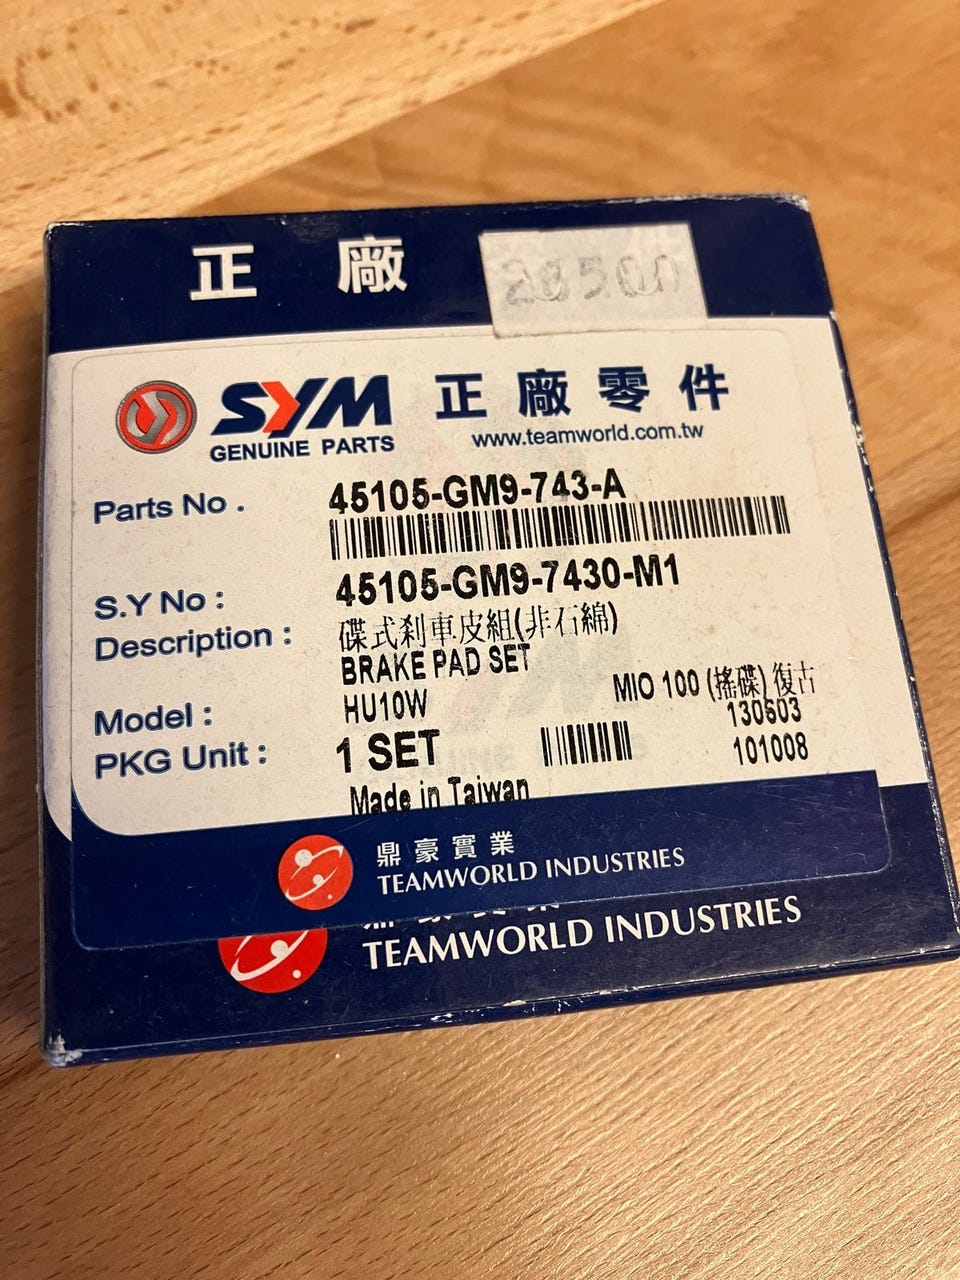 正廠
20500
SYM 正廠零件
GENUINE PARTS www.teamworld.com.tw
Parts No . 45105-GM9-743-A
S.Y No : 45105-GM9-7430-M1
Description : 碟式剎車皮組(非石綿)
BRAKE PAD SET
Model : HU10W MIO 100 (搖碟) 復古
130603
PKG Unit : 1 SET 101008
Made in Taiwan
鼎豪實業
TEAMWORLD INDUSTRIES
TEAMWORLD INDUSTRIES